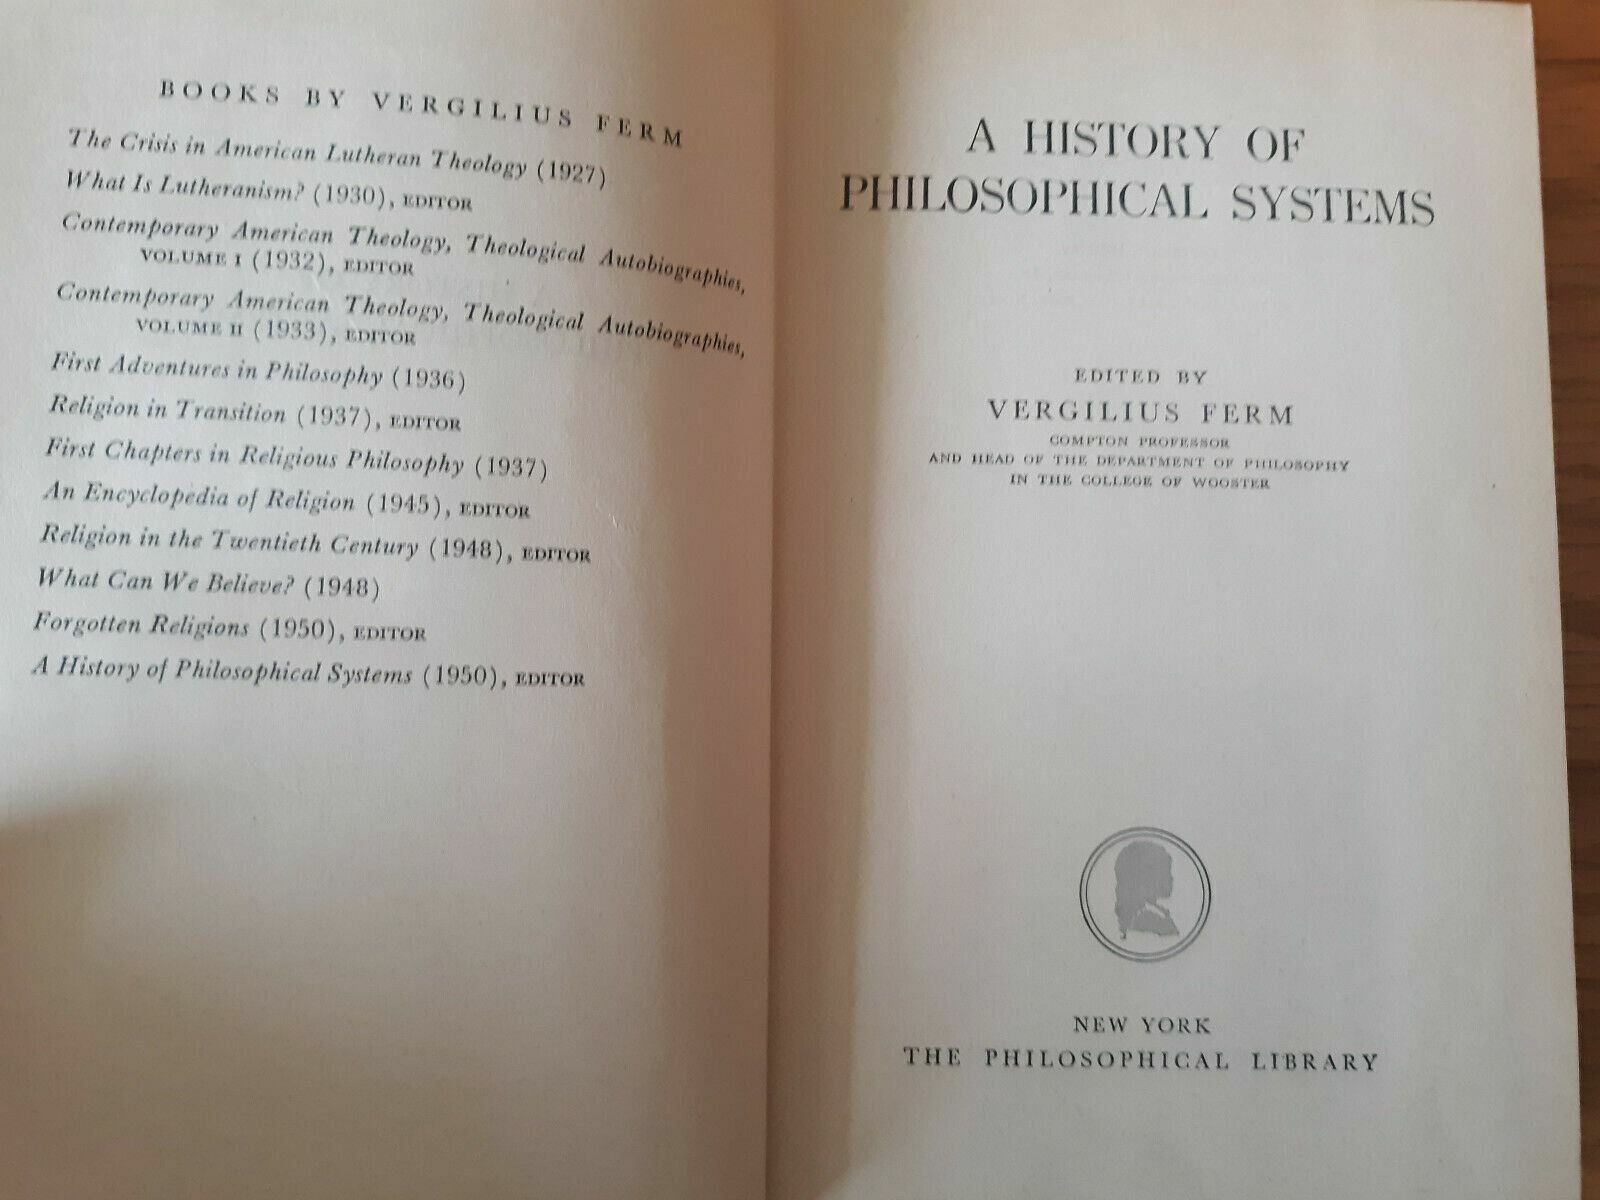 BOOKS BY VERGILIUS FERM
The Crisis in American Lutheran Theology (1927)
What Is Lutheranism? (1930), EDITOR
Contemporary American Theology, Theological Autobiographies,
VOLUME I (1932), EDITOR
Contemporary American Theology, Theological Autobiographies,
VOLUME II (1933), EDITOR
First Adventures in Philosophy (1936)
Religion in Transition (1937), EDITOR
First Chapters in Religious Philosophy (1937)
An Encyclopedia of Religion (1945), EDITOR
Religion in the Twentieth Century (1948), EDITOR
What Can We Believe? (1948)
Forgotten Religions (1950), EDITOR
A History of Philosophical Systems (1950), EDITOR
A HISTORY OF
PHILOSOPHICAL SYSTEMS
EDITED BY
VERGILIUS FERM
COMPTON PROFESSOR
AND HEAD OF THE DEPARTMENT OF PHILOSOPHY
IN THE COLLEGE OF WOOSTER
NEW YORK
THE PHILOSOPHICAL LIBRARY